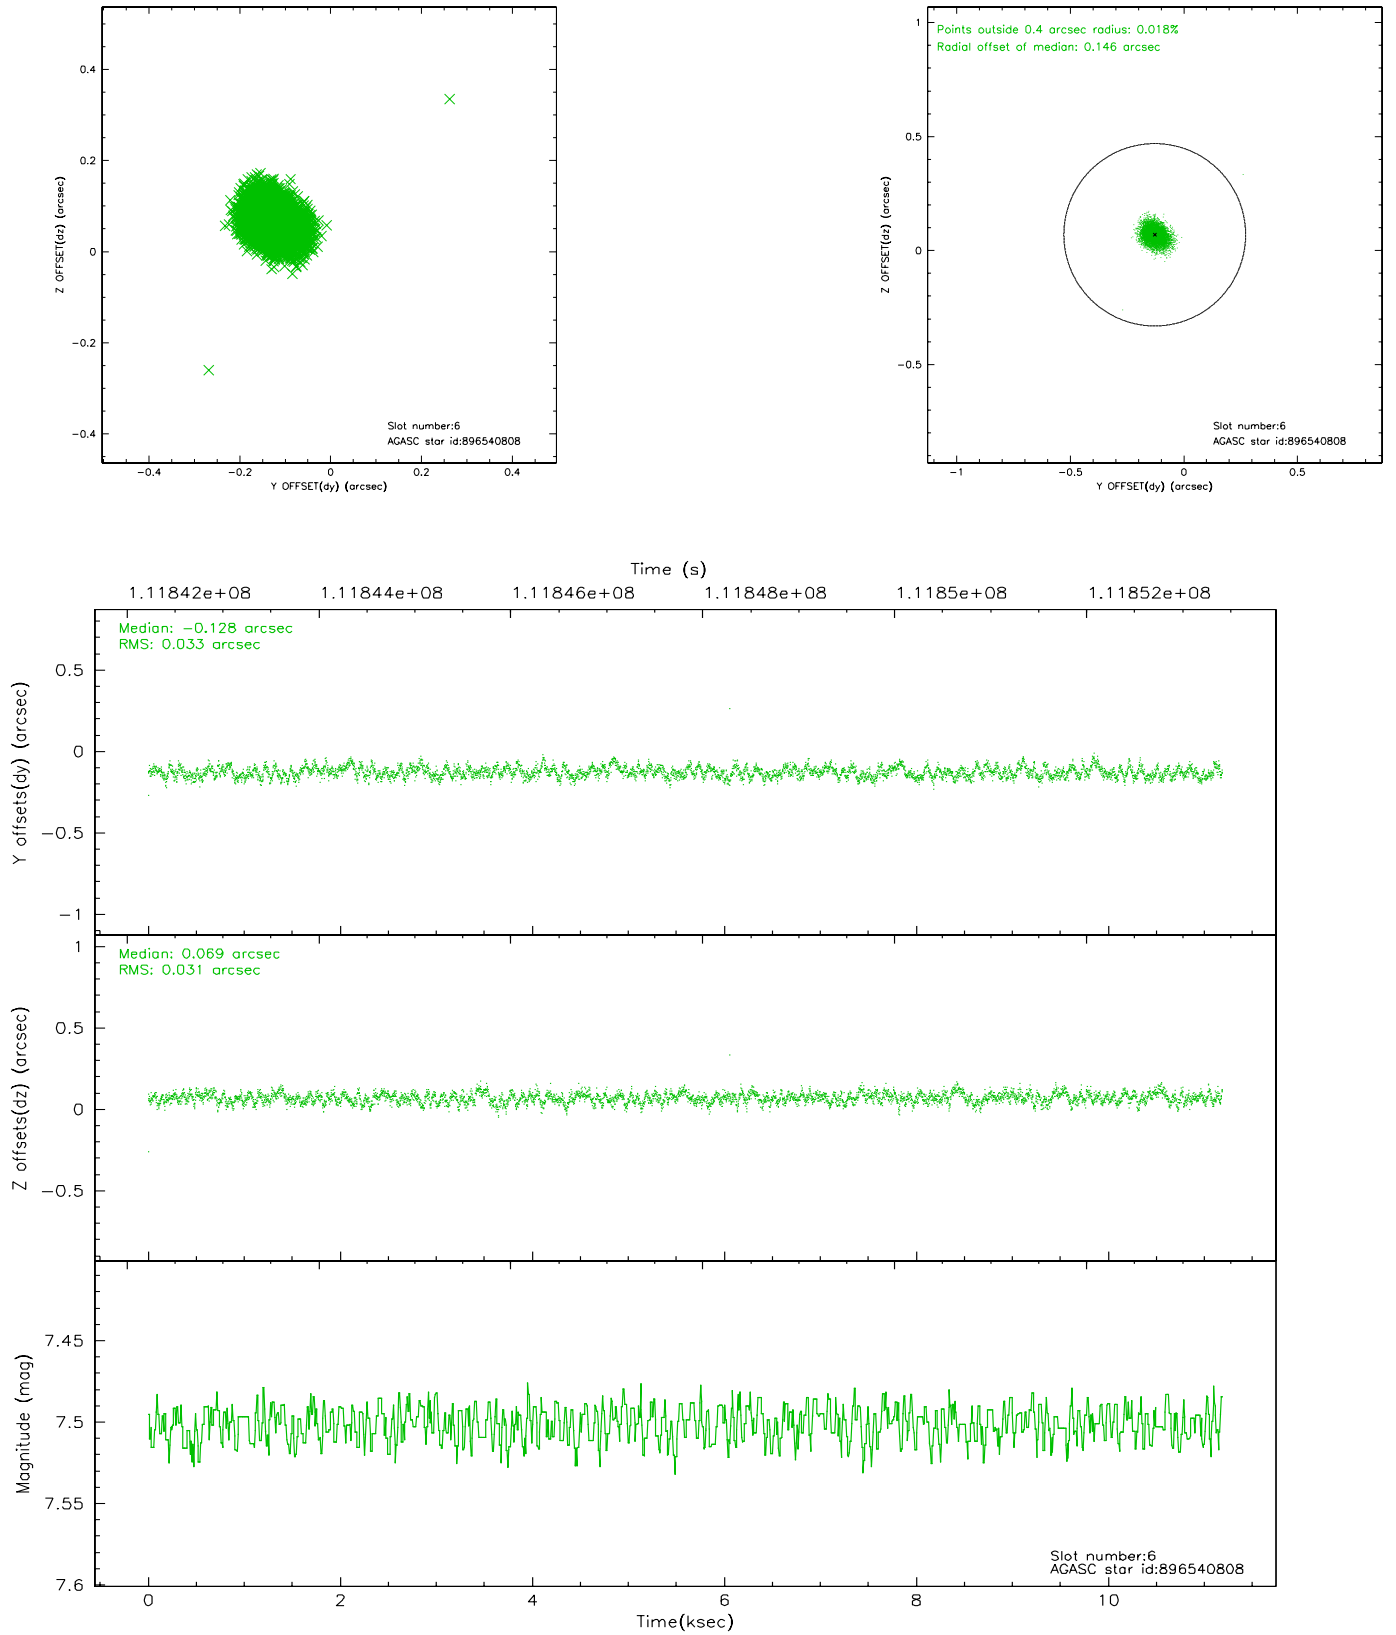 0.4
0.2
0
−0.2
−0.4
Z OFFSET(dz) (arcsec)
−0.4
−0.2
0
0.2
0.4
Y OFFSET(dy) (arcsec)
Slot number:6
AGASC star id:896540808
Points outside 0.4 arcsec radius: 0.018%
Radial offset of median: 0.146 arcsec
1
0.5
0
−0.5
Z OFFSET(dz) (arcsec)
−1
−0.5
0
0.5
Y OFFSET(dy) (arcsec)
Slot number:6
AGASC star id:896540808
Time (s)
1.11842e+08
1.11844e+08
1.11846e+08
1.11848e+08
1.1185e+08
1.11852e+08
Median: −0.128 arcsec
RMS: 0.033 arcsec
0.5
0
−0.5
−1
Y offsets(dy) (arcsec)
Median: 0.069 arcsec
RMS: 0.031 arcsec
1
0.5
0
−0.5
Z offsets(dz) (arcsec)
7.45
7.5
7.55
7.6
Magnitude (mag)
Slot number:6
AGASC star id:896540808
0
2
4
6
8
10
Time(ksec)